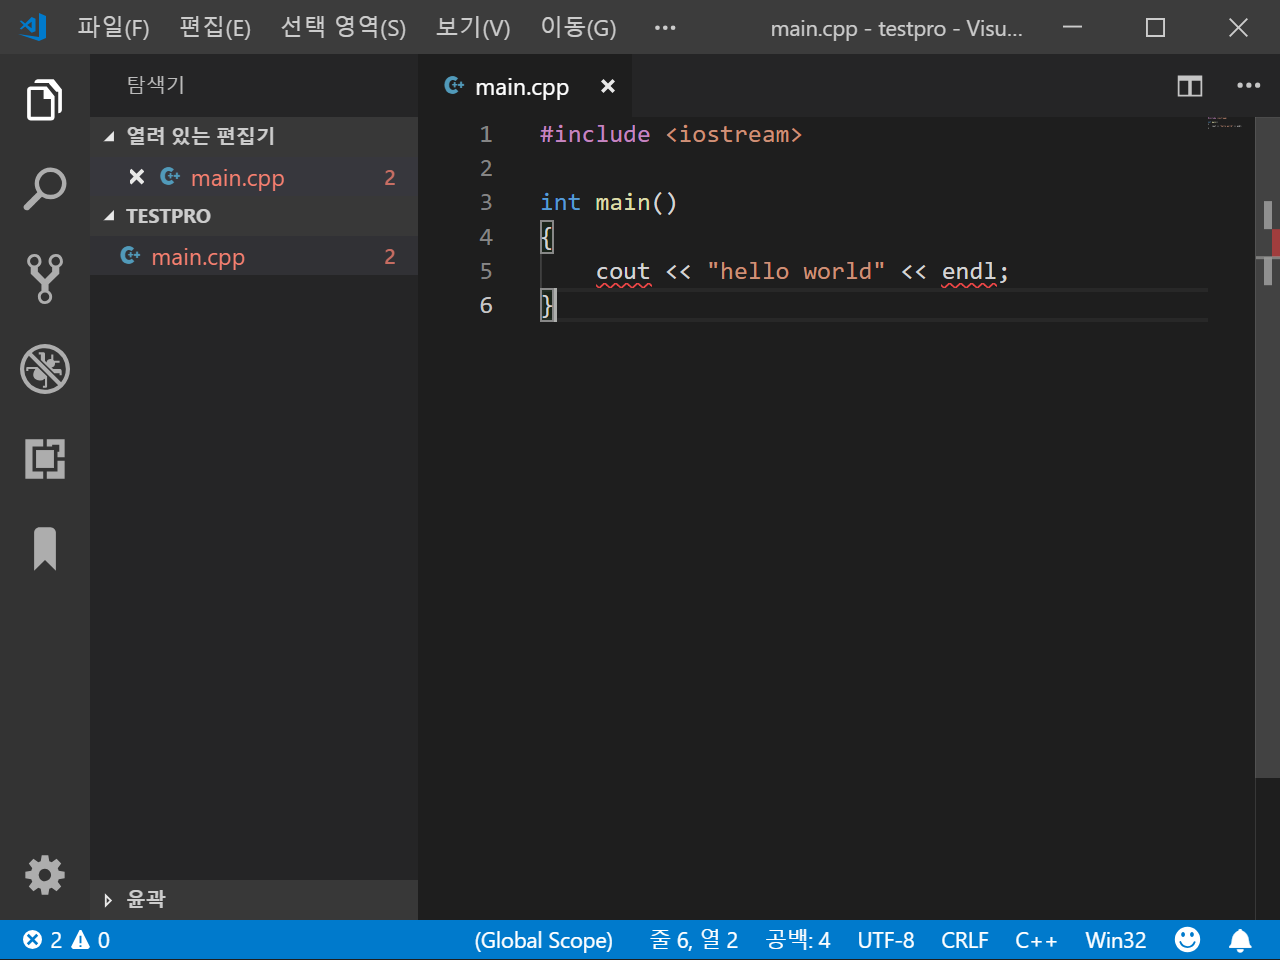 파일(F) 편집(E) 선택 영역(S) 보기(V) 이동(G) ··· main.cpp - testpro - Visu...
탐색기
main.cpp
열려 있는 편집기
main.cpp 2
TESTPRO
main.cpp 2
윤곽
1 #include <iostream>
2
3 int main()
4 {
5 cout << "hello world" << endl;
6 }
2 0 (Global Scope) 줄 6, 열 2 공백: 4 UTF-8 CRLF C++ Win32